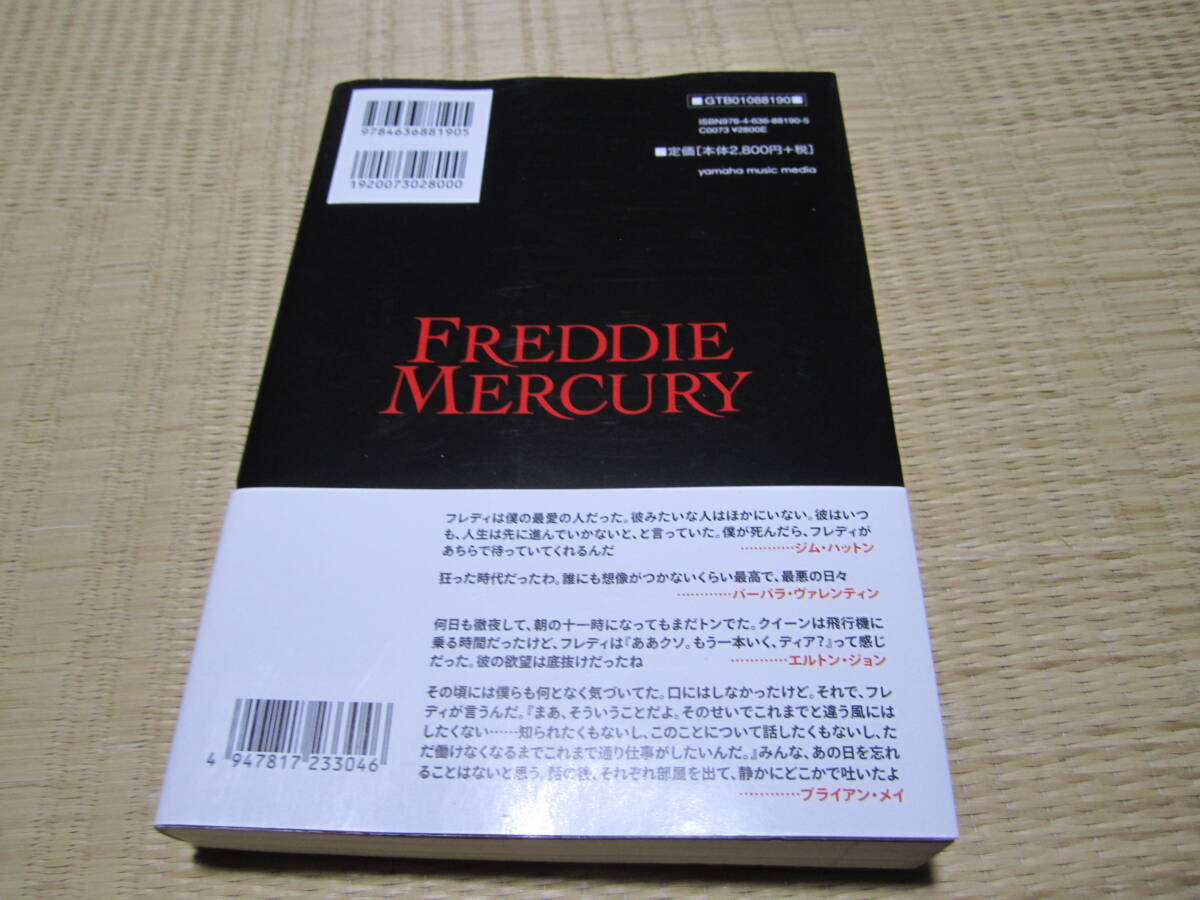 9784636881905
1920073028000
■GTB01088190■
ISBN978-4-636-88190-5
C0073 ¥2800E
■定価[本体2,800円+税]
yamaha music media
FREDDIE
MERCURY
フレディは僕の最愛の人だった。彼みたいな人はほかにいない。彼はいつ
も、人生は先に進んでいかないと、と言っていた。僕が死んだら、フレディが
あちらで待っていてくれるんだ
…………ジム・ハットン
狂った時代だったわ。誰にも想像がつかないくらい最高で、最悪の日々
…………バーバラ・ヴァレンティン
何日も徹夜して、朝の十一時になってもまだトンでた。クイーンは飛行機に
乗る時間だったけど、フレディは『ああクソ。もう一本いく、ディア?』って感じ
だった。彼の欲望は底抜けだったね
…………エルトン・ジョン
その頃には僕らも何となく気づいてた。口にはしなかったけど。それで、フレ
ディが言うんだ。『まあ、そういうことだよ。そのせいでこれまでと違う風には
したくない……知られたくもないし、このことについて話したくもないし、た
だ働けなくなるまでこれまで通り仕事がしたいんだ。』みんな、あの日を忘れ
ることはないと思う。話の後、それぞれ部屋を出て、静かにどこかで吐いたよ
…………ブライアン・メイ
4 947817 233046